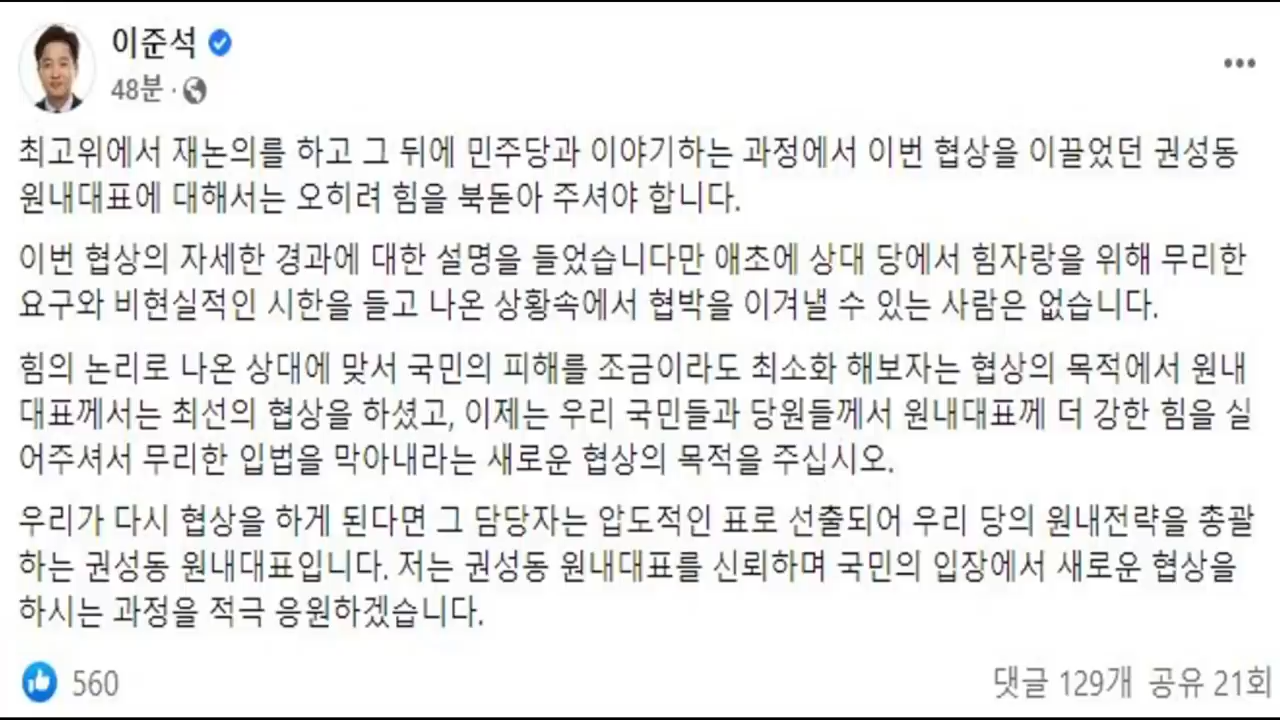 이준석
48분 ·
최고위에서 재논의를 하고 그 뒤에 민주당과 이야기하는 과정에서 이번 협상을 이끌었던 권성동
원내대표에 대해서는 오히려 힘을 북돋아 주셔야 합니다.
이번 협상의 자세한 경과에 대한 설명을 들었습니다만 애초에 상대 당에서 힘자랑을 위해 무리한
요구와 비현실적인 시한을 들고 나온 상황속에서 협박을 이겨낼 수 있는 사람은 없습니다.
힘의 논리로 나온 상대에 맞서 국민의 피해를 조금이라도 최소화 해보자는 협상의 목적에서 원내
대표께서는 최선의 협상을 하셨고, 이제는 우리 국민들과 당원들께서 원내대표께 더 강한 힘을 실
어주셔서 무리한 입법을 막아내라는 새로운 협상의 목적을 주십시오.
우리가 다시 협상을 하게 된다면 그 담당자는 압도적인 표로 선출되어 우리 당의 원내전략을 총괄
하는 권성동 원내대표입니다. 저는 권성동 원내대표를 신뢰하며 국민의 입장에서 새로운 협상을
하시는 과정을 적극 응원하겠습니다.
560
댓글 129개 공유 21회